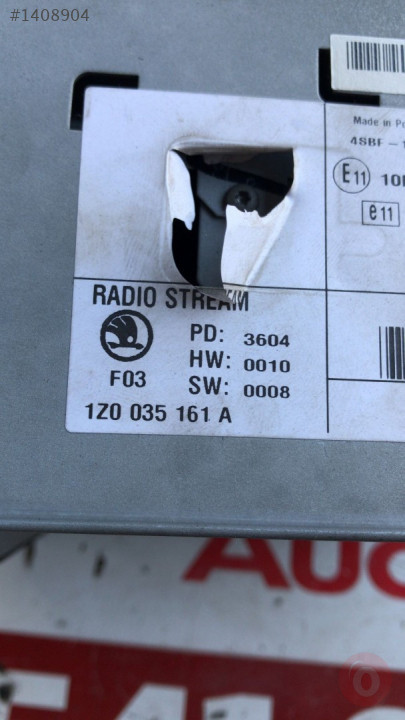 #1408904
Made in
4SBF -
E11
e11
RADIO STREAM
PD: 3604
HW: 0010
F03
SW: 0008
1Z0 035 161 A